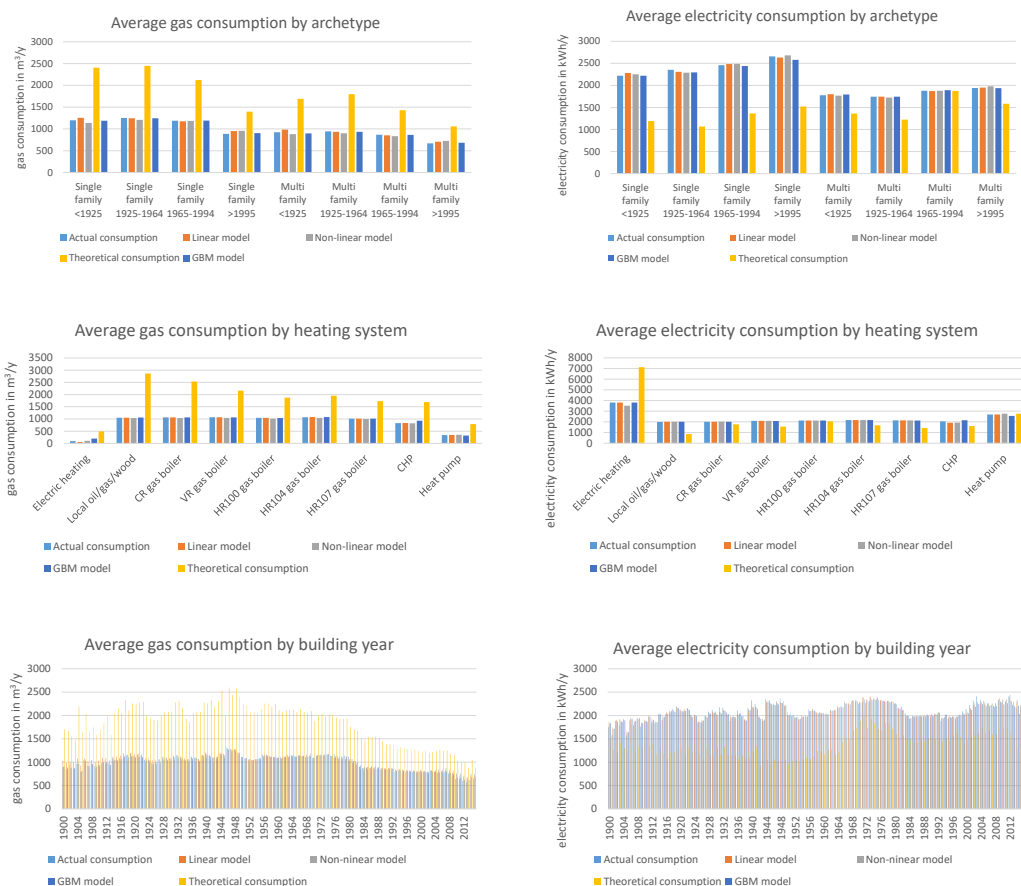 Average gas consumption by archetype
gas consumption in m³/y
3000
2500
2000
1500
1000
500
0
Single family <1925
Single family 1925-1964
Single family 1965-1994
Single family >1995
Multi family <1925
Multi family 1925-1964
Multi family 1965-1994
Multi family >1995
Actual consumption
Linear model
Non-linear model
Theoretical consumption
GBM model
Average electricity consumption by archetype
electricity consumption in kWh/y
3000
2500
2000
1500
1000
500
0
Single family <1925
Single family 1925-1964
Single family 1965-1994
Single family >1995
Multi family <1925
Multi family 1925-1964
Multi family 1965-1994
Multi family >1995
Actual consumption
Linear model
Non-linear model
GBM model
Theoretical consumption
Average gas consumption by heating system
gas consumption in m³/y
3500
3000
2500
2000
1500
1000
500
0
Electric heating
Local oil/gas/wood
CR gas boiler
VR gas boiler
HR100 gas boiler
HR104 gas boiler
HR107 gas boiler
CHP
Heat pump
Actual consumption
Linear model
Non-linear model
GBM model
Theoretical consumption
Average electricity consumption by heating system
electricity consumption in kWh/y
8000
7000
6000
5000
4000
3000
2000
1000
0
Electric heating
Local oil/gas/wood
CR gas boiler
VR gas boiler
HR100 gas boiler
HR104 gas boiler
HR107 gas boiler
CHP
Heat pump
Actual consumption
Linear model
Non-linear model
GBM model
Theoretical consumption
Average gas consumption by building year
gas consumption in m³/y
3000
2500
2000
1500
1000
500
0
1900
1904
1908
1912
1916
1920
1924
1928
1932
1936
1940
1944
1948
1952
1956
1960
1964
1968
1972
1976
1980
1984
1988
1992
1996
2000
2004
2008
2012
Actual consumption
Linear model
Non-ninear model
GBM model
Theoretical consumption
Average electricity consumption by building year
electricity consumption in kWh/y
3000
2500
2000
1500
1000
500
0
1900
1904
1908
1912
1916
1920
1924
1928
1932
1936
1940
1944
1948
1952
1956
1960
1964
1968
1972
1976
1980
1984
1988
1992
1996
2000
2004
2008
2012
Actual consumption
Linear model
Non-linear model
Theoretical consumption
GBM model